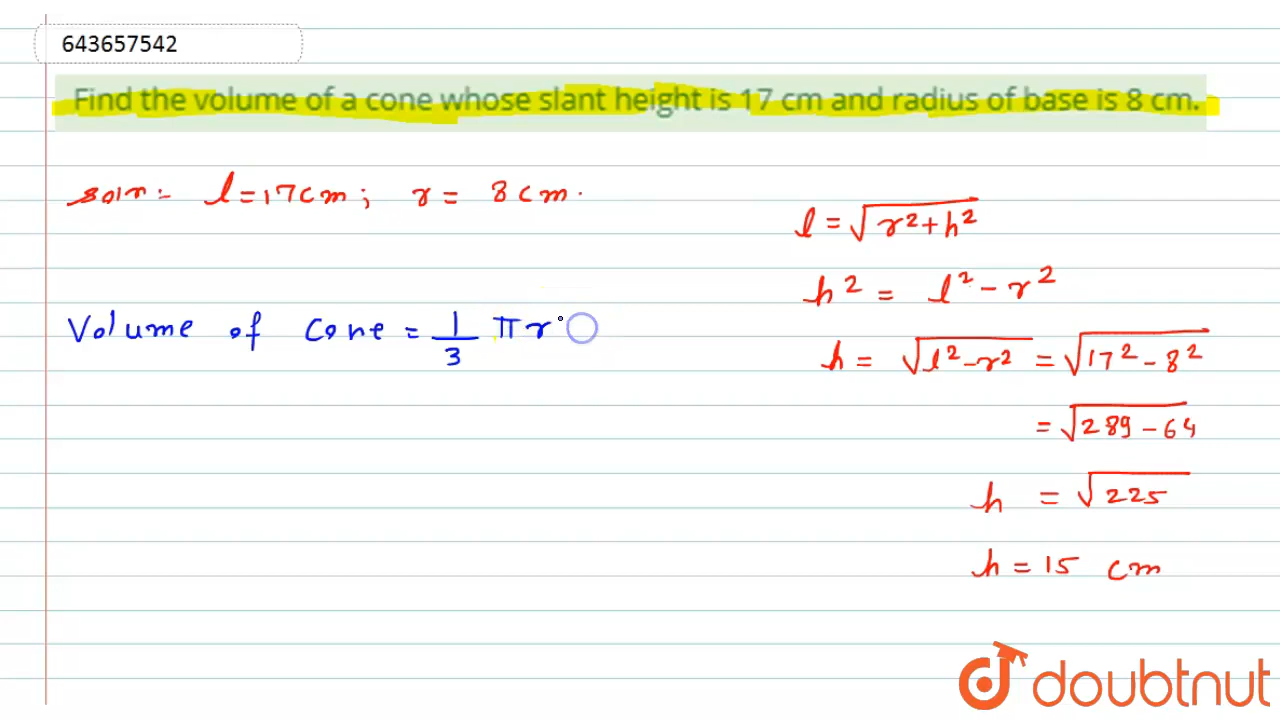 643657542
Find the volume of a cone whose slant height is 17 cm and radius of base is 8 cm.
soln:- l=17cm; r= 8cm.
l=√r²+h²
h² = l²-r²
Volume of Cone = 1/3 πr
h= √l²-r² = √17²-8²
= √289-64
h = √225
h=15 cm
doubtnut